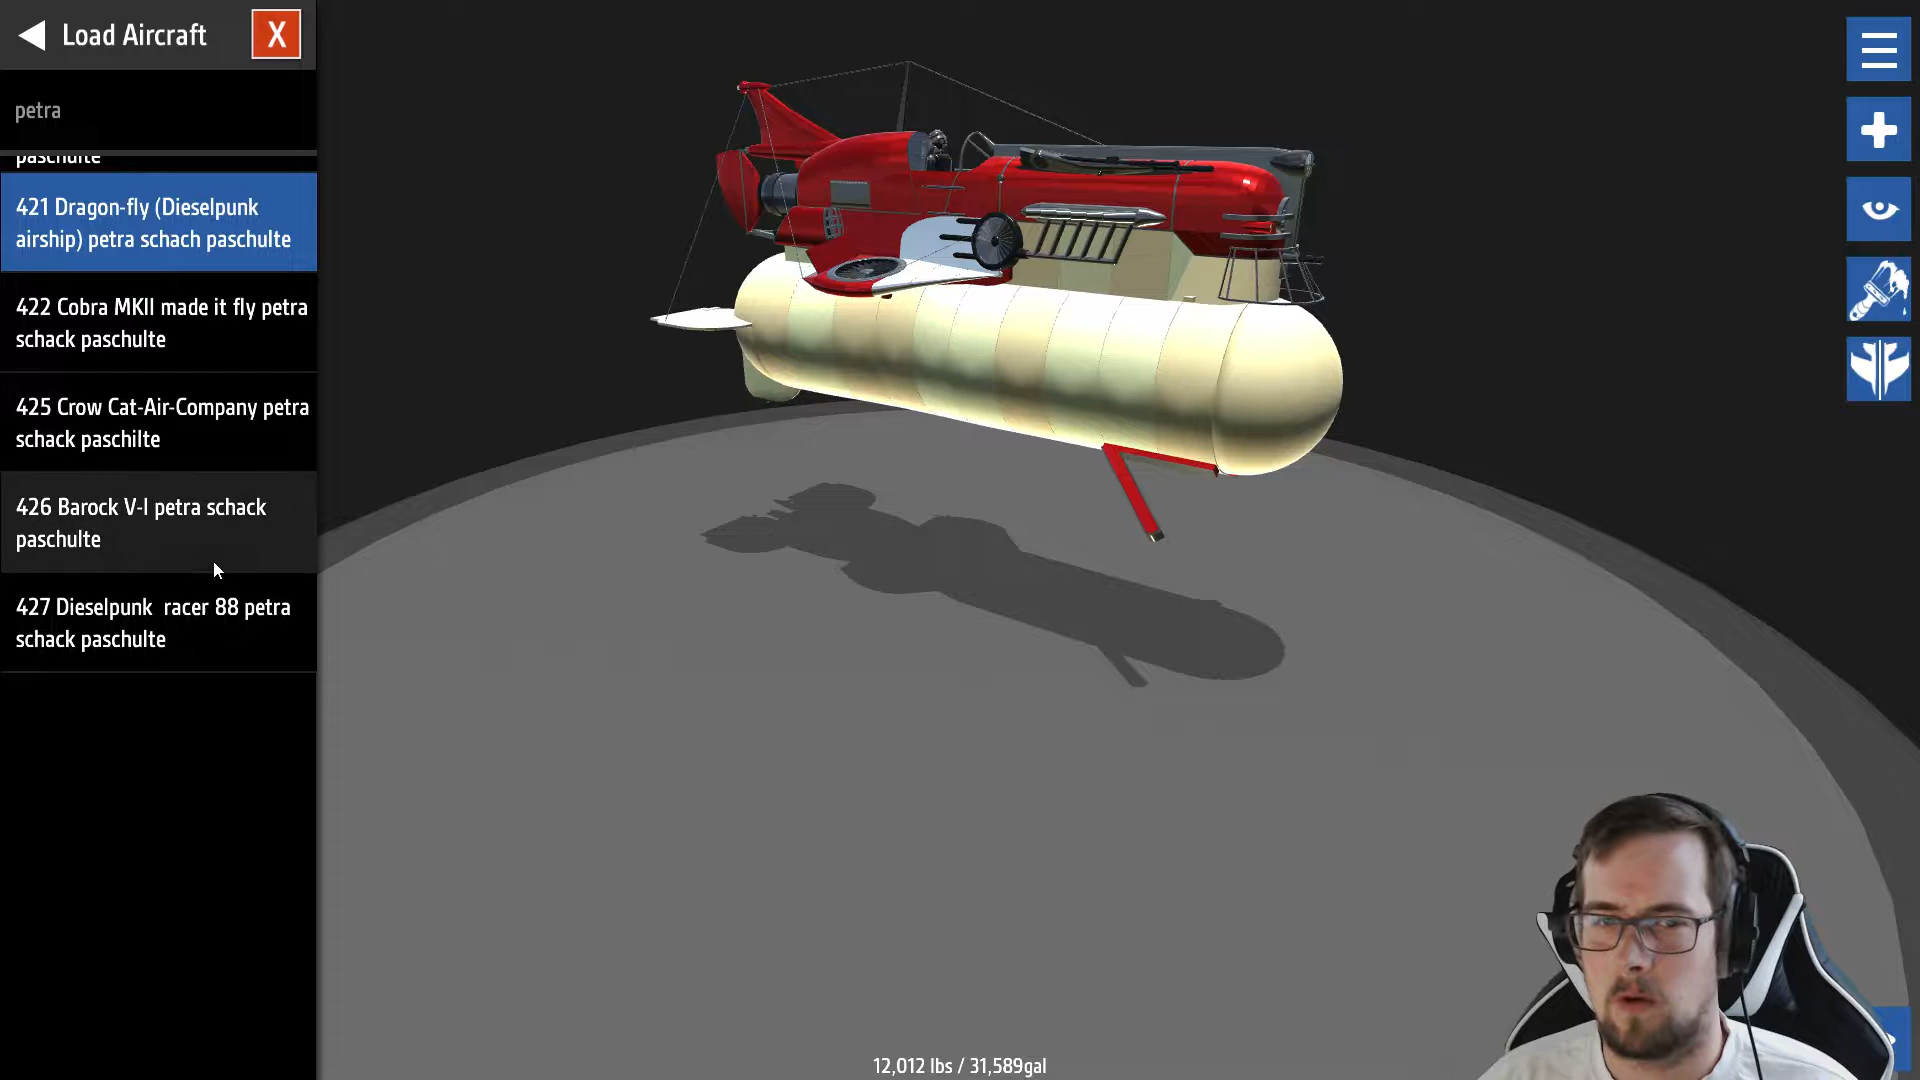 Load Aircraft
X
petra
paschulte
421 Dragon-fly (Dieselpunk
airship) petra schach paschulte
422 Cobra MKII made it fly petra
schack paschulte
425 Crow Cat-Air-Company petra
schack paschilte
426 Barock V-I petra schack
paschulte
427 Dieselpunk  racer 88 petra
schack paschulte
12,012 lbs / 31,589gal